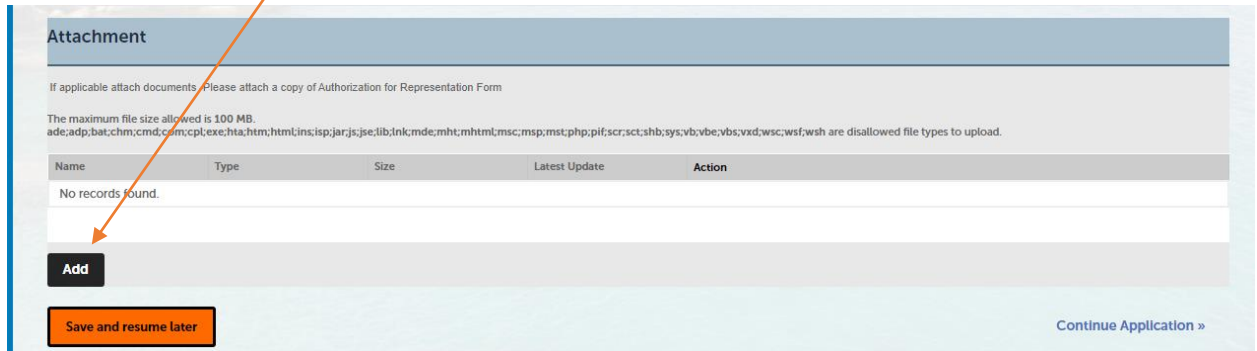 Attachment
If applicable attach documents. Please attach a copy of Authorization for Representation Form
The maximum file size allowed is 100 MB.
ade;adp;bat;chm;cmd;com;cpl;exe;hta;htm;html;ins;isp;jar;js;jse;lib;lnk;mde;mht;mhtml;msc;msp;mst;php;pif;scr;sct;shb;sys;vb;vbe;vbs;vxd;wsc;wsf;wsh are disallowed file types to upload.
Name Type Size Latest Update Action
No records found.
Add
Save and resume later Continue Application »